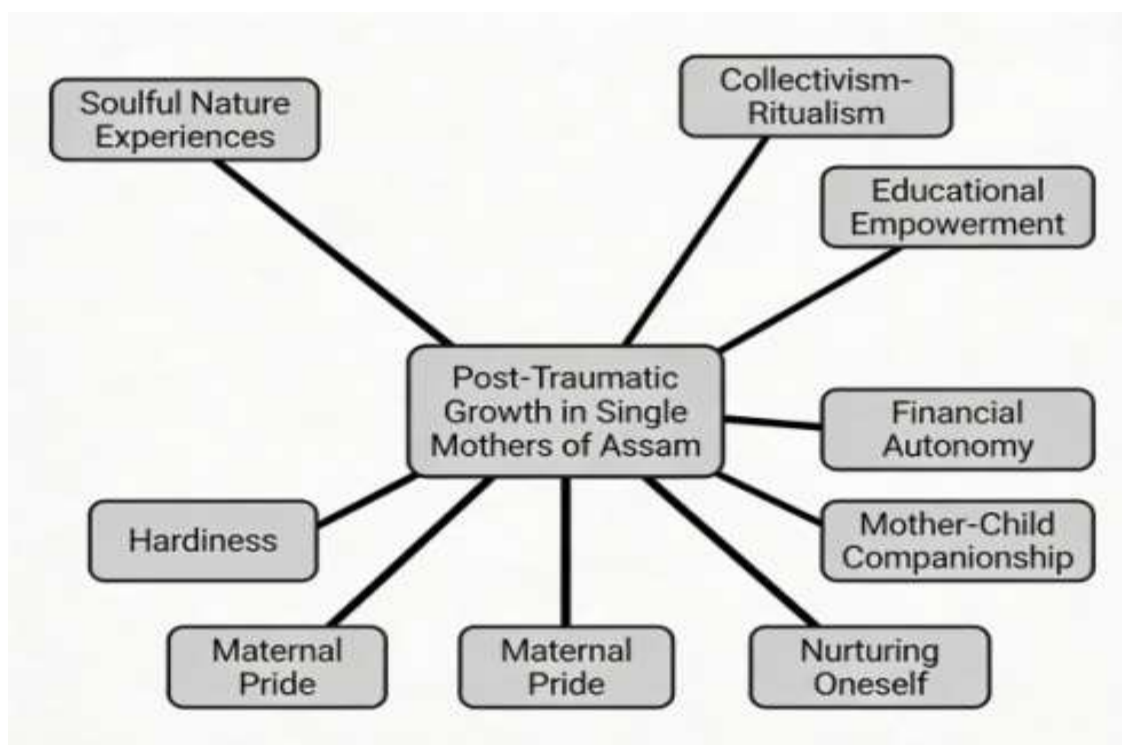 Soulful Nature
Experiences
Collectivism-
Ritualism
Educational
Empowerment
Post-Traumatic
Growth in Single
Mothers of Assam
Financial
Autonomy
Hardiness
Mother-Child
Companionship
Maternal
Pride
Maternal
Pride
Nurturing
Oneself